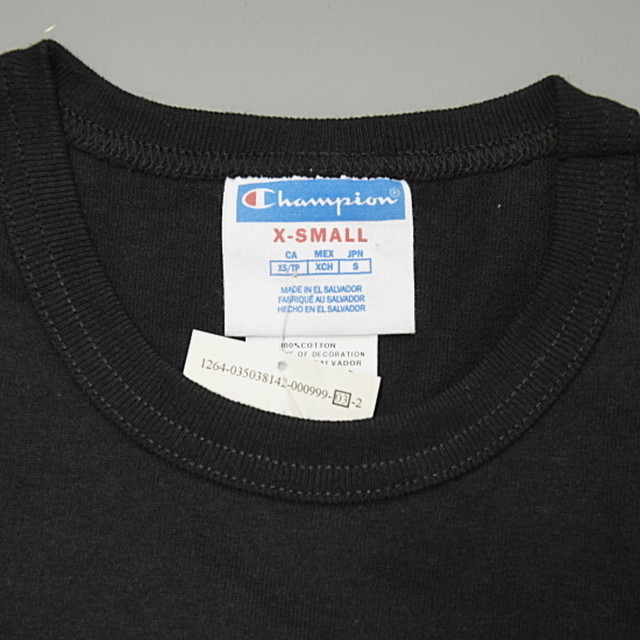 Champion®
X-SMALL
CA MEX JPN
XS/TP XCH S
MADE IN EL SALVADOR
FABRIQUÉ AU SALVADOR
HECHO EN EL SALVADOR
100% COTTON
OF DECORATION
SALVADOR
1264-035038142-000999-03-2